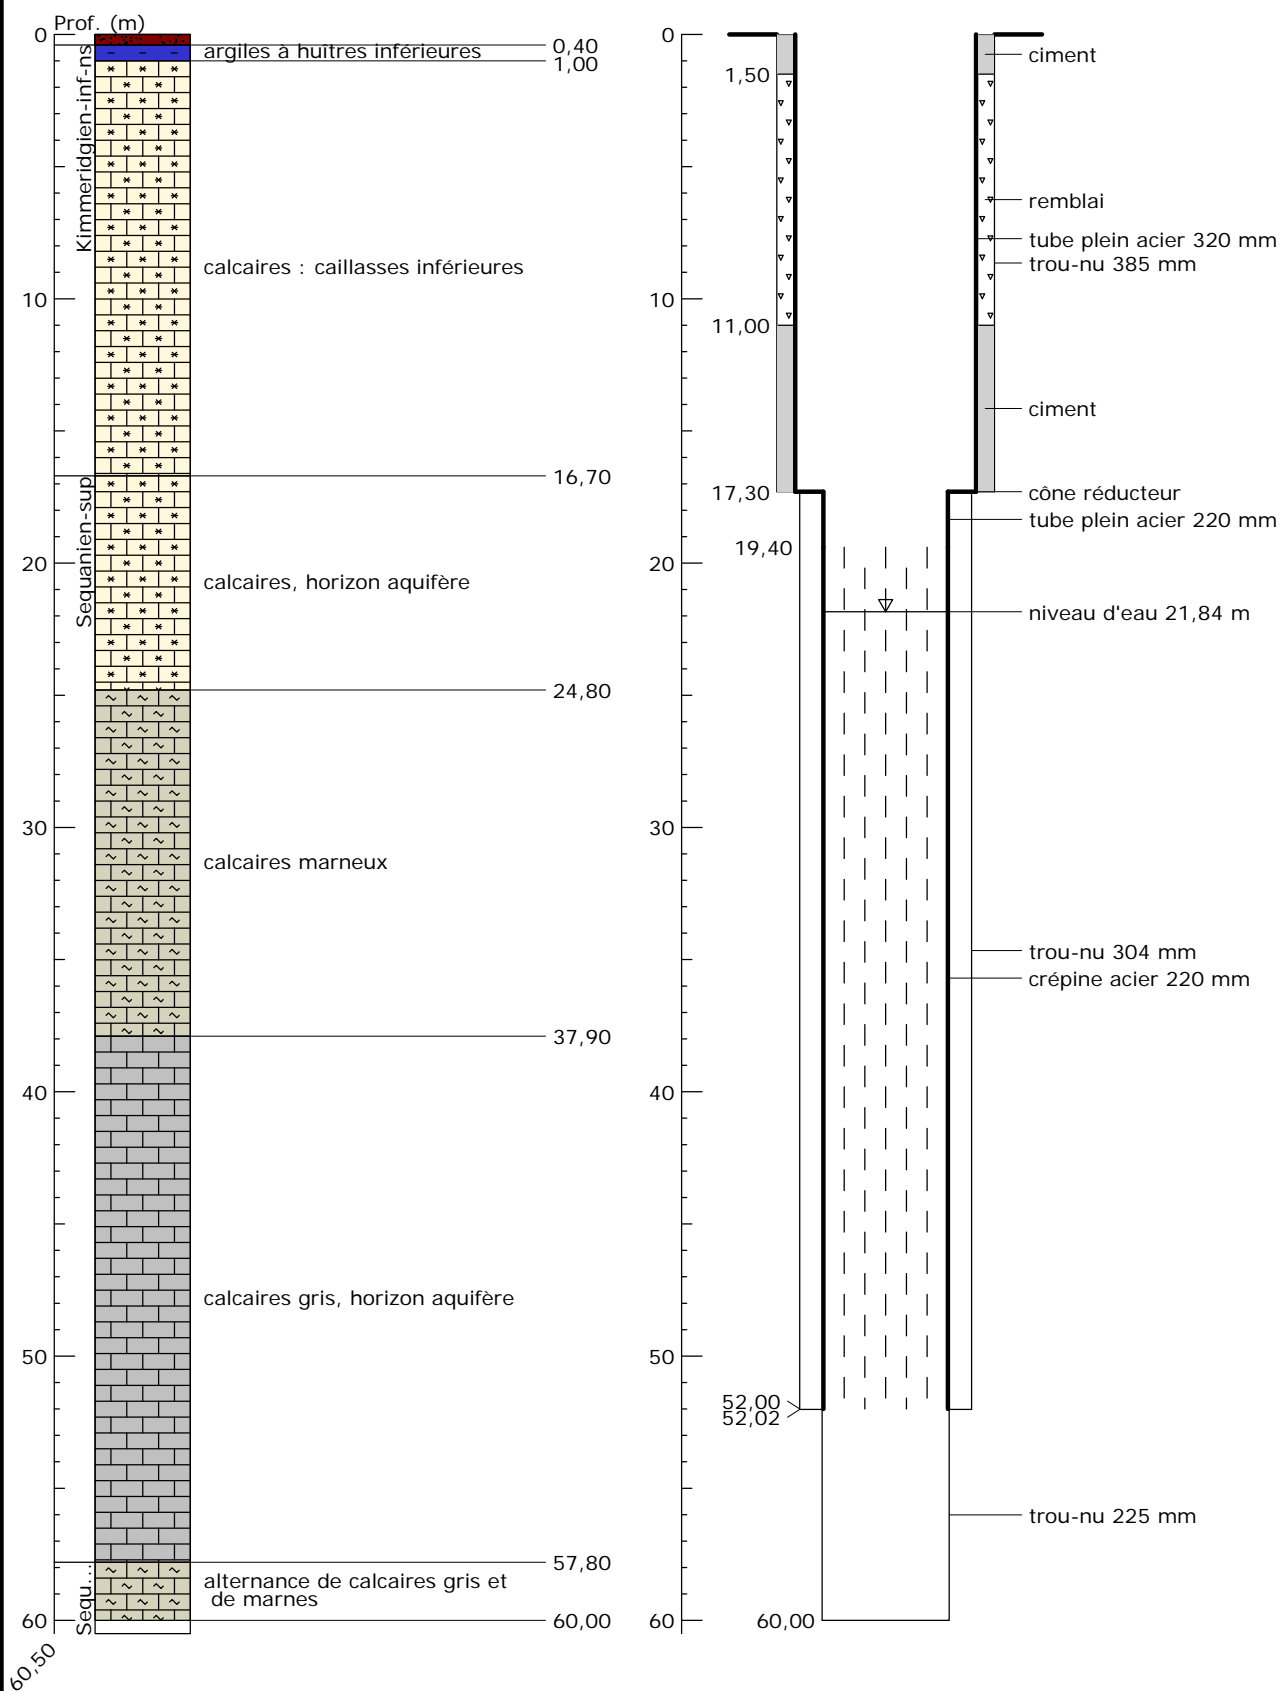 Prof. (m)
0
10
20
30
40
50
60
60,50
Kimmeridgien-inf-ns
Sequanien-sup
Sequ...
argiles à huitres inférieures
0,40
1,00
calcaires : caillasses inférieures
16,70
calcaires, horizon aquifère
24,80
calcaires marneux
37,90
calcaires gris, horizon aquifère
57,80
alternance de calcaires gris et
de marnes
60,00
0
10
20
30
40
50
60
1,50
11,00
17,30
19,40
52,00
52,02
60,00
ciment
remblai
tube plein acier 320 mm
trou-nu 385 mm
ciment
cône réducteur
tube plein acier 220 mm
niveau d'eau 21,84 m
trou-nu 304 mm
crépine acier 220 mm
trou-nu 225 mm